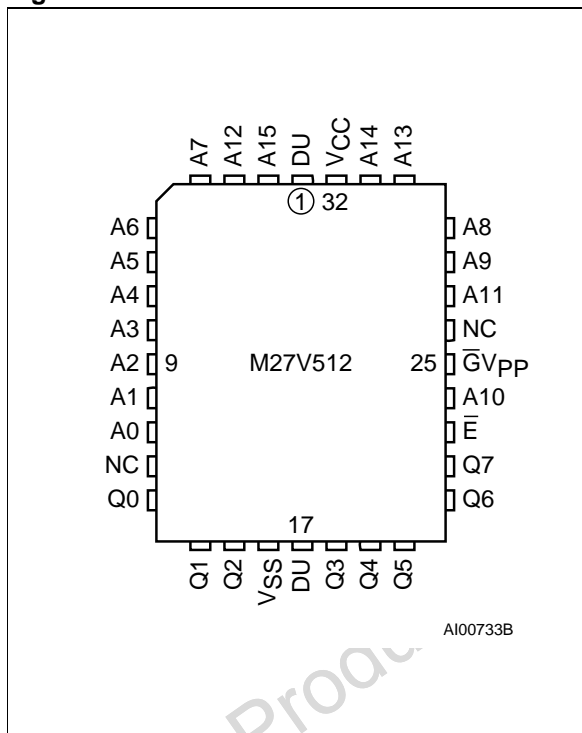 A7 A12 A15 DU VCC A14 A13
① 32
A6 A8
A5 A9
A4 A11
A3 NC
A2 9 M27V512 25 G̅VPP
A1 A10
A0 E̅
NC Q7
Q0 Q6
17
Q1 Q2 VSS DU Q3 Q4 Q5
AI00733B